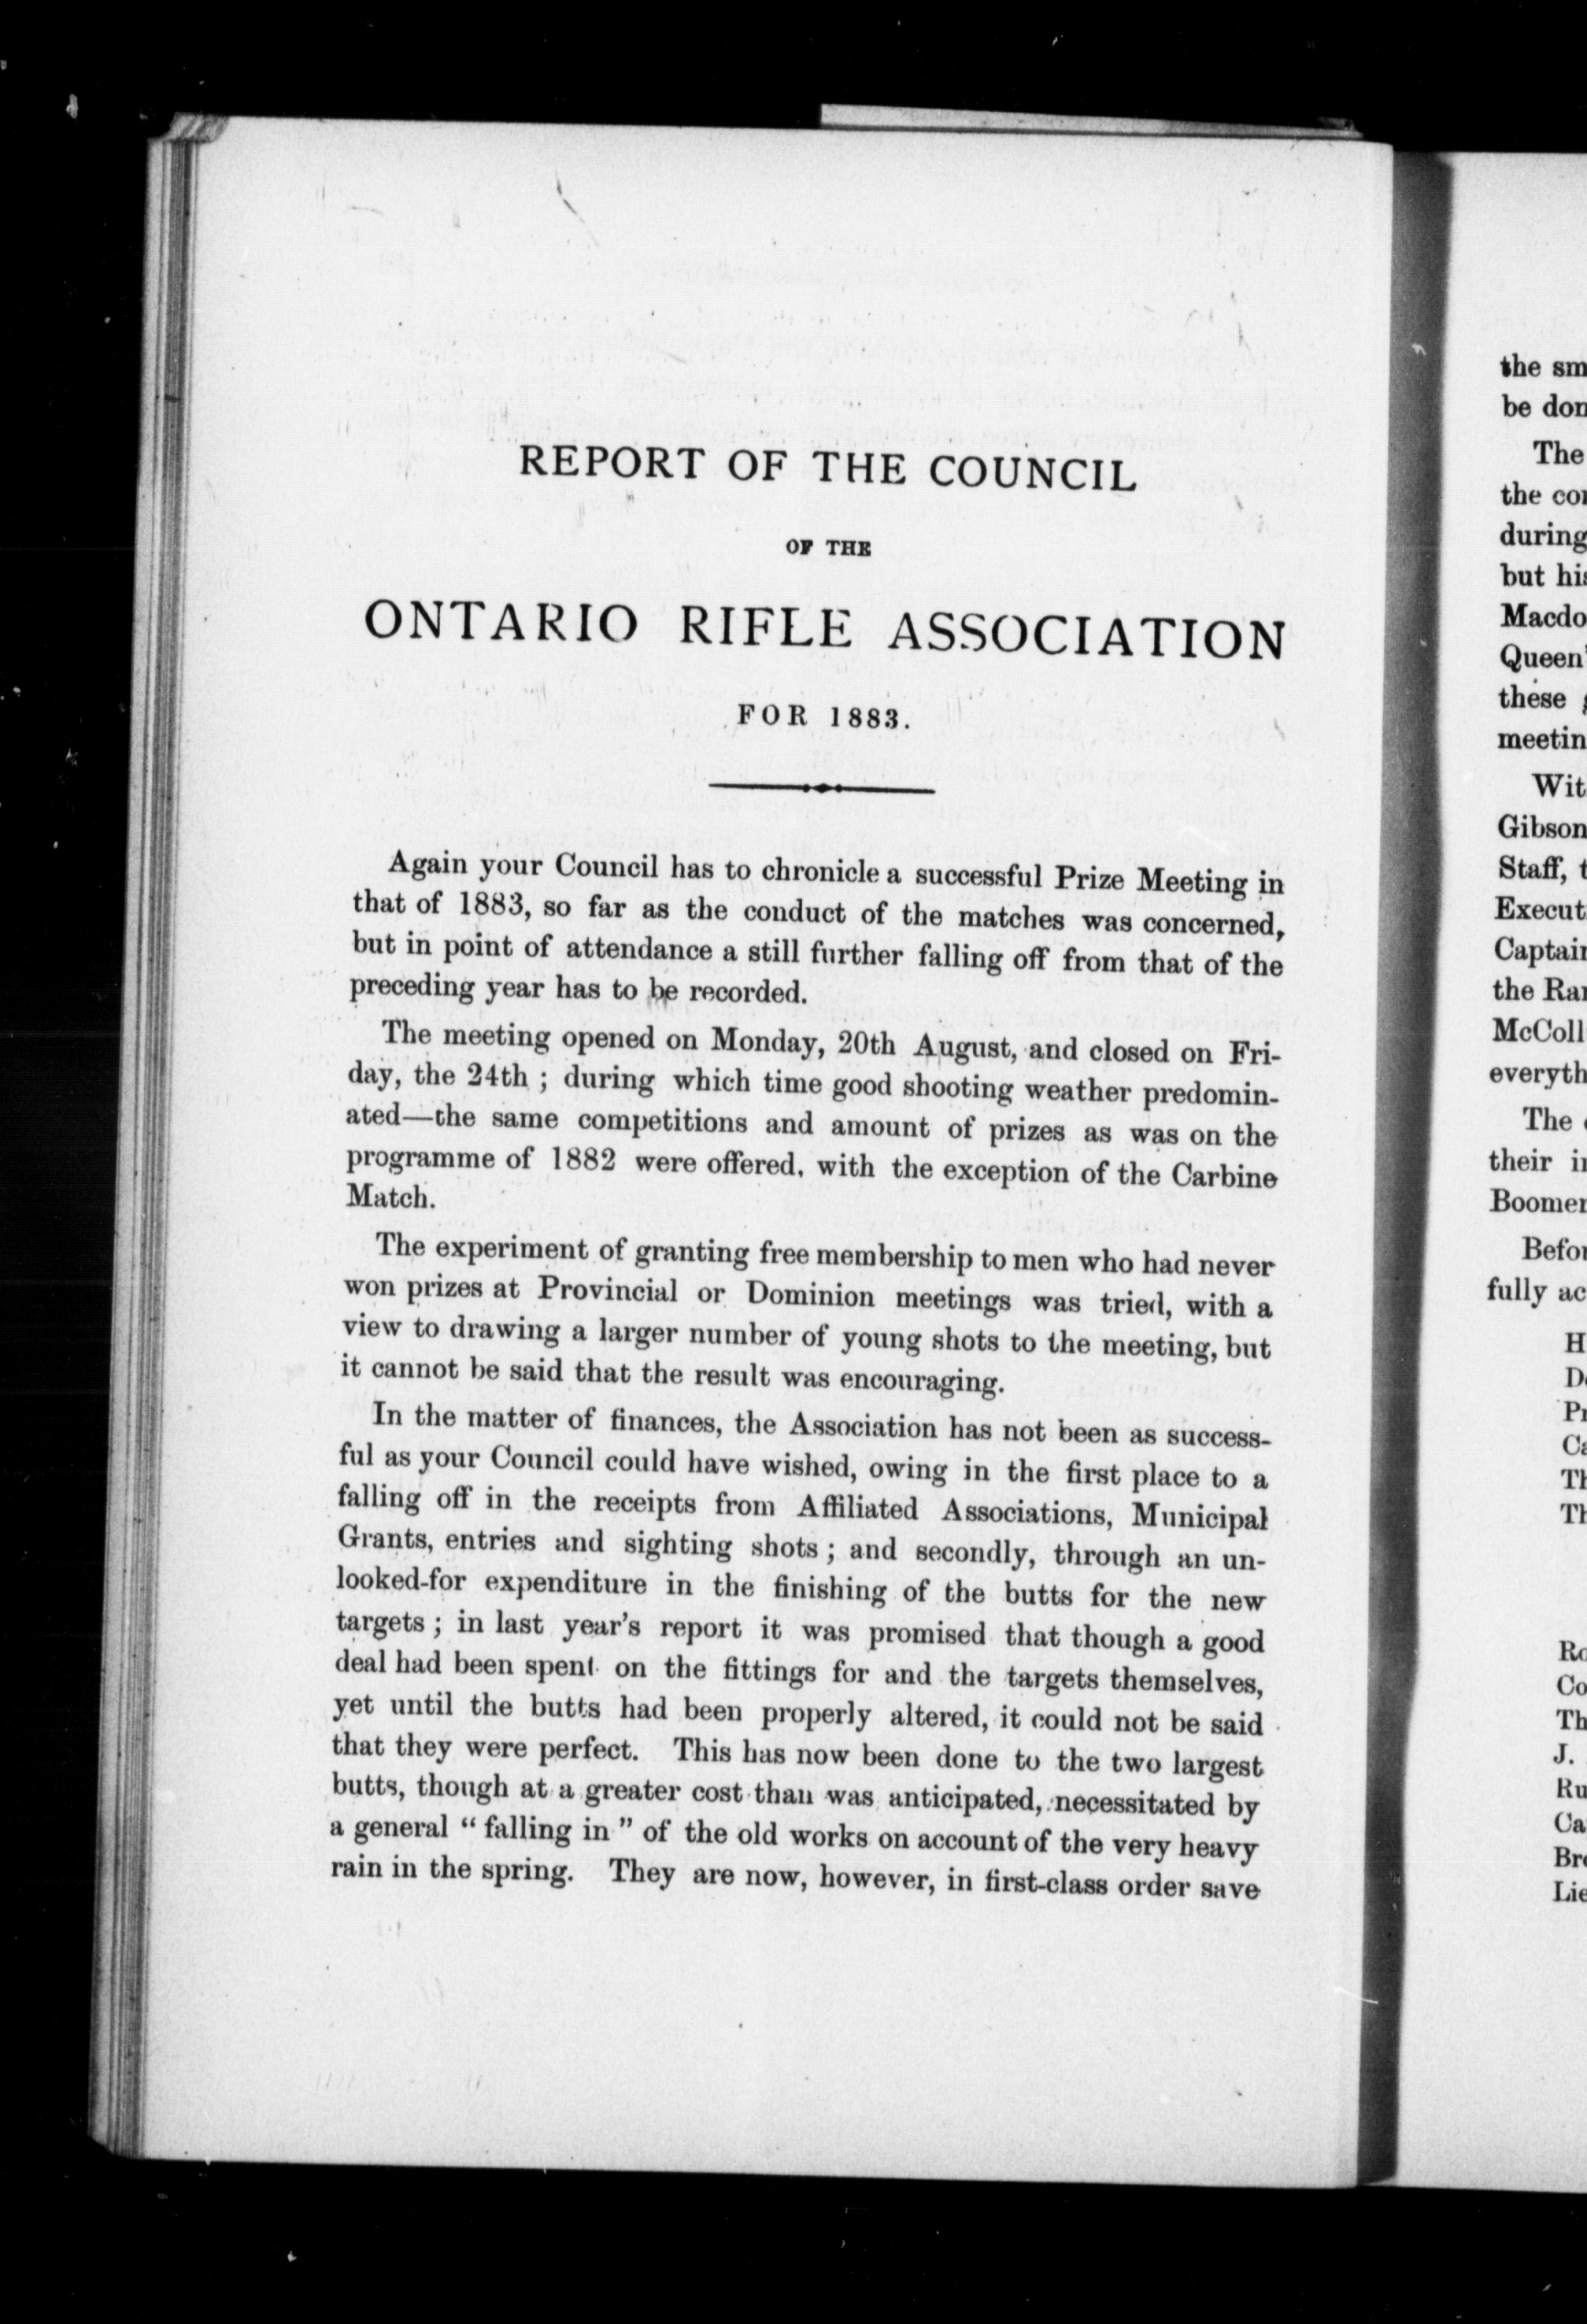 REPORT OF THE COUNCIL
OF THE
ONTARIO RIFLE ASSOCIATION
FOR 1883.
Again your Council has to chronicle a successful Prize Meeting in
that of 1883, so far as the conduct of the matches was concerned,
but in point of attendance a still further falling off from that of the
preceding year has to be recorded.
The meeting opened on Monday, 20th August, and closed on Fri-
day, the 24th ; during which time good shooting weather predomin-
ated—the same competitions and amount of prizes as was on the
programme of 1882 were offered, with the exception of the Carbine
Match.
The experiment of granting free membership to men who had never
won prizes at Provincial or Dominion meetings was tried, with a
view to drawing a larger number of young shots to the meeting, but
it cannot be said that the result was encouraging.
In the matter of finances, the Association has not been as success-
ful as your Council could have wished, owing in the first place to a
falling off in the receipts from Affiliated Associations, Municipal
Grants, entries and sighting shots ; and secondly, through an un-
looked-for expenditure in the finishing of the butts for the new
targets ; in last year's report it was promised that though a good
deal had been spent on the fittings for and the targets themselves,
yet until the butts had been properly altered, it could not be said
that they were perfect. This has now been done to the two largest
butts, though at a greater cost than was anticipated, necessitated by
a general “ falling in ” of the old works on account of the very heavy
rain in the spring. They are now, however, in first-class order save
the sm
be don
The
the
during
but
Macdo
Queen'
these
meetin
Wit
Gibson
Staff,
Execut
Captain
the
McColl
everyth
The
their
Boomer
Befor
fully ac
H
Ro
Co
Th
J.
Ru
Ca
Bre
Lie